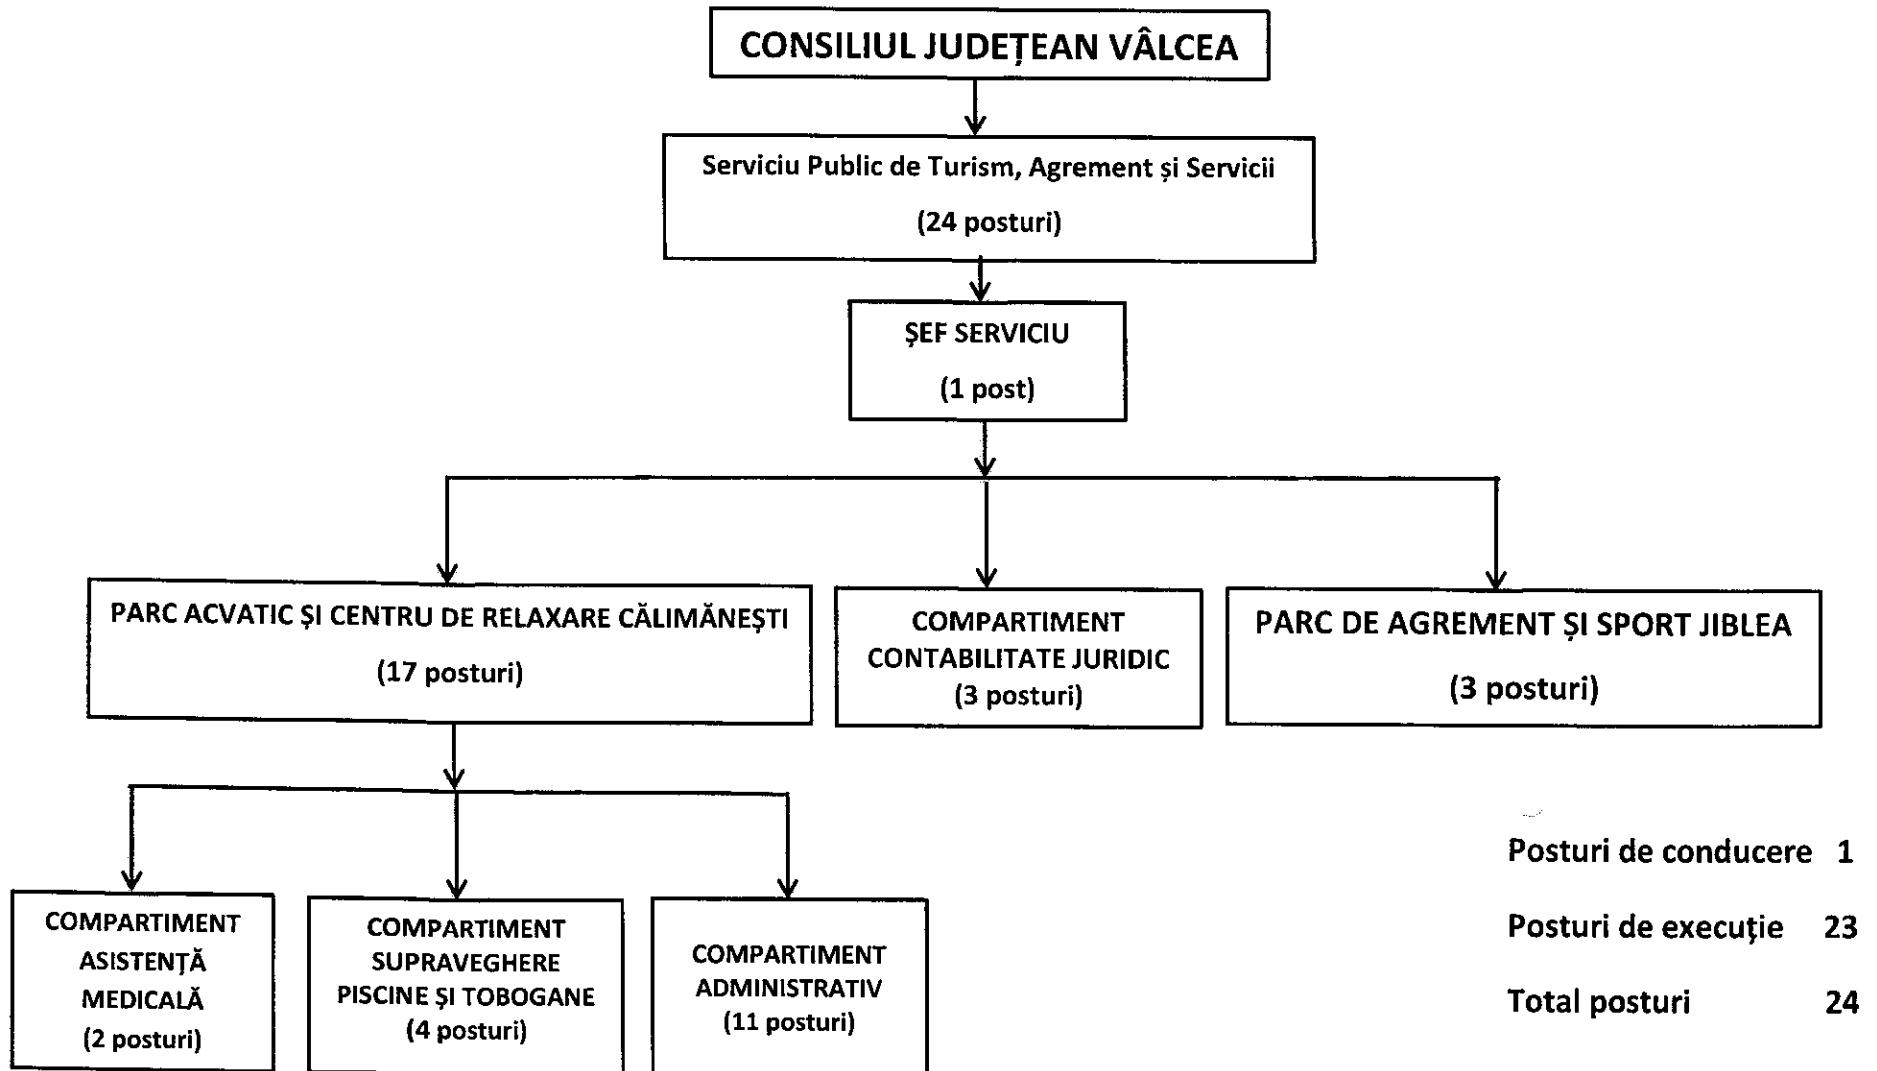 CONSILIUL JUDEȚEAN VÂLCEA
Serviciu Public de Turism, Agrement și Servicii
(24 posturi)
ȘEF SERVICIU
(1 post)
PARC ACVATIC ȘI CENTRU DE RELAXARE CĂLIMĂNEȘTI
(17 posturi)
COMPARTIMENT
CONTABILITATE JURIDIC
(3 posturi)
PARC DE AGREMENT ȘI SPORT JIBLEA
(3 posturi)
COMPARTIMENT
ASISTENȚĂ
MEDICALĂ
(2 posturi)
COMPARTIMENT
SUPRAVEGHERE
PISCINE ȘI TOBOGANE
(4 posturi)
COMPARTIMENT
ADMINISTRATIV
(11 posturi)
Posturi de conducere 1
Posturi de execuție 23
Total posturi 24